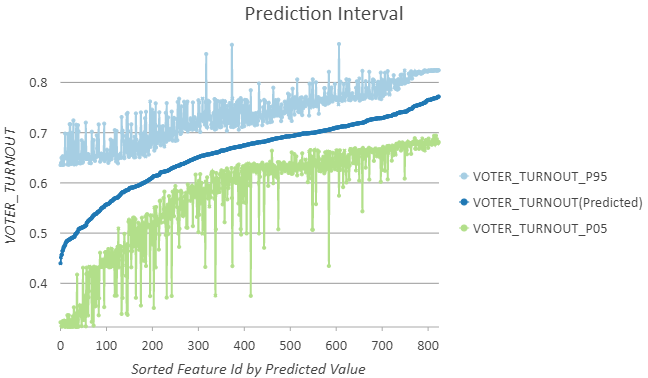 Prediction Interval
VOTER_TURNOUT
0.8
0.7
0.6
0.5
0.4
0 100 200 300 400 500 600 700 800
Sorted Feature Id by Predicted Value
VOTER_TURNOUT_P95
VOTER_TURNOUT(Predicted)
VOTER_TURNOUT_P05